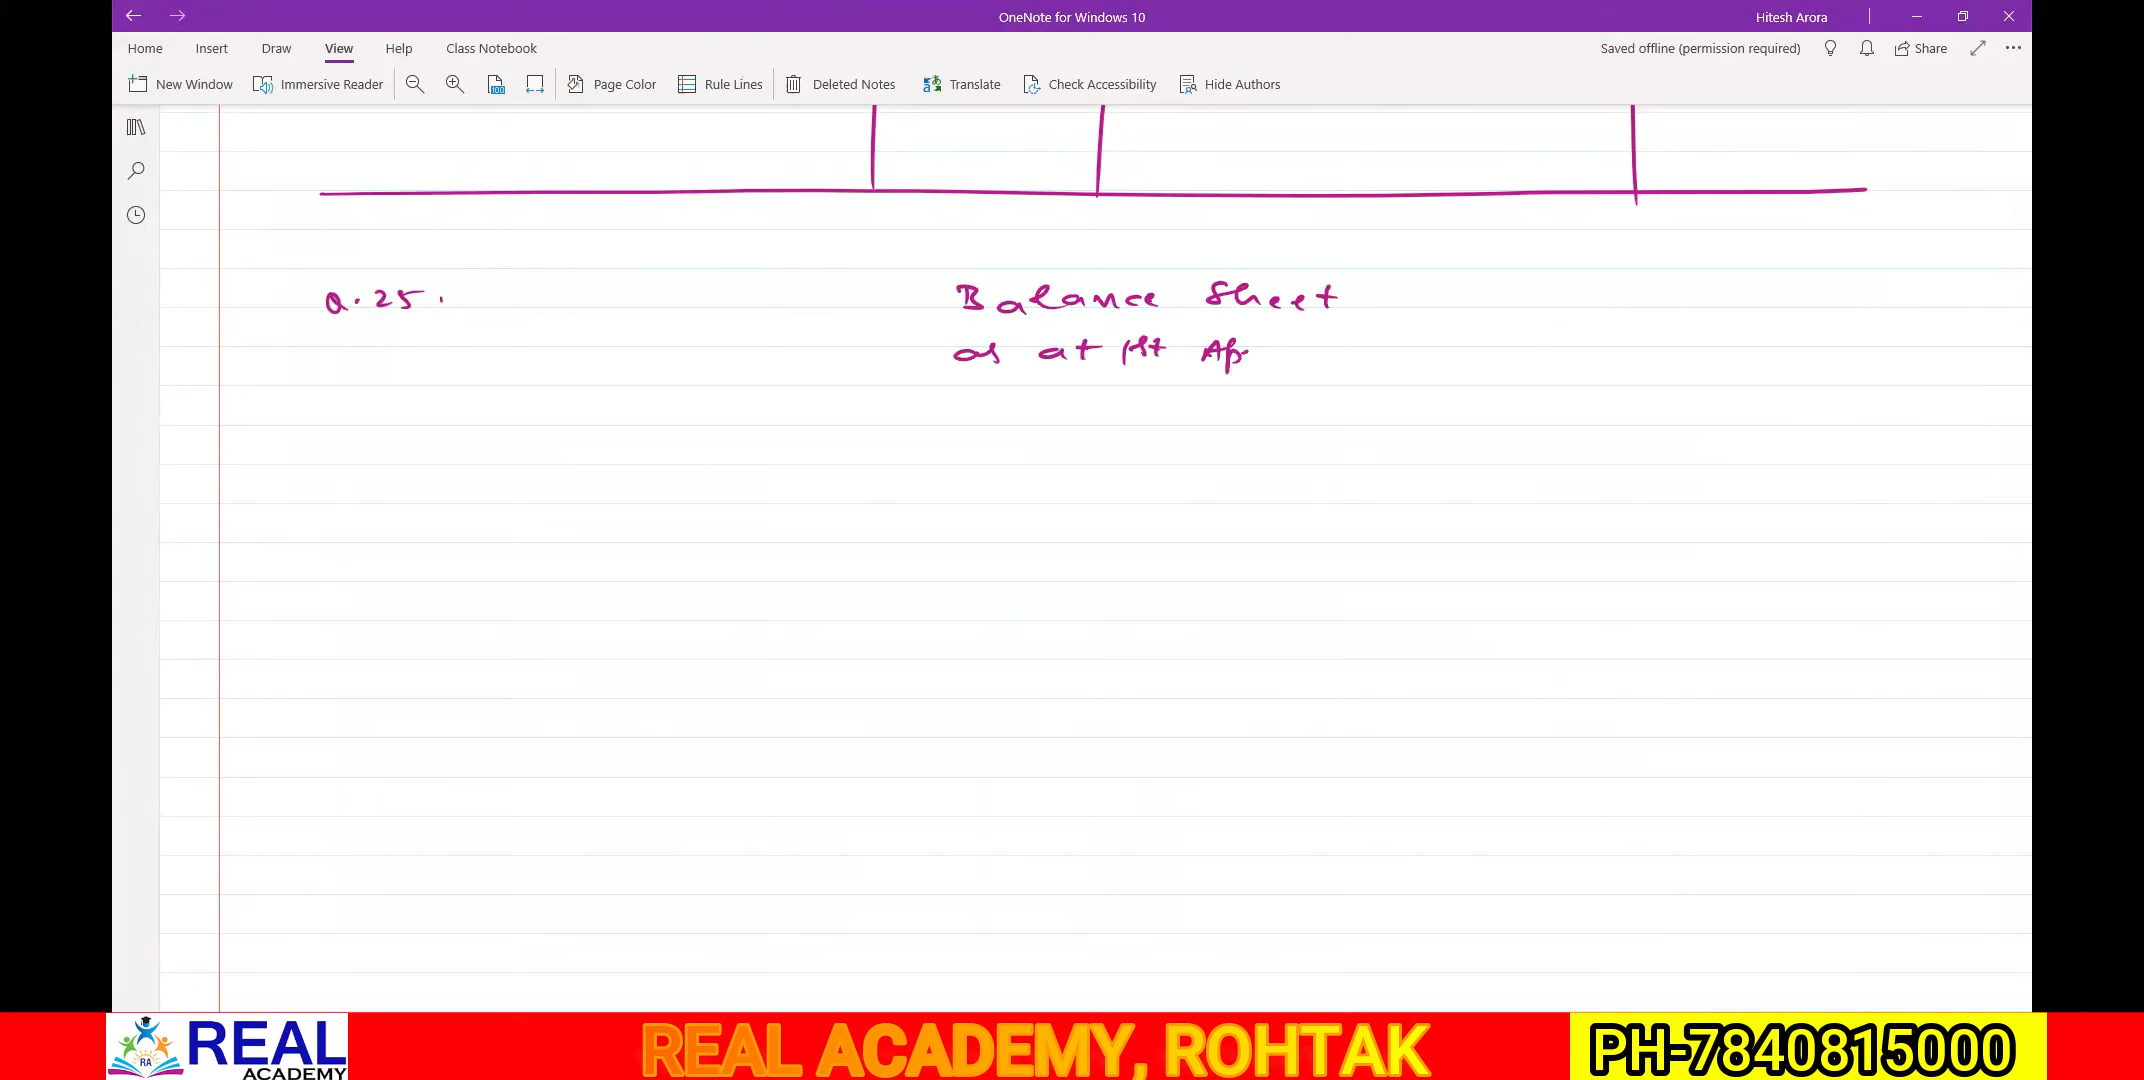 OneNote for Windows 10
Hitesh Arora
Home Insert Draw View Help Class Notebook
Saved offline (permission required) Share
New Window Immersive Reader 100 Page Color Rule Lines Deleted Notes Translate Check Accessibility Hide Authors
Q. 25. Balance Sheet
as at 1st Ap
RA REAL
ACADEMY
REAL ACADEMY, ROHTAK
PH-7840815000